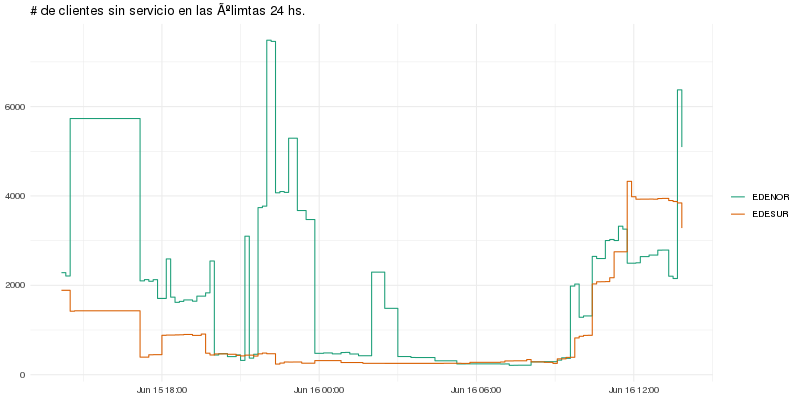 # de clientes sin servicio en las Ãºlimtas 24 hs.
6000
4000
2000
0
Jun 15 18:00
Jun 16 00:00
Jun 16 06:00
Jun 16 12:00
EDENOR
EDESUR